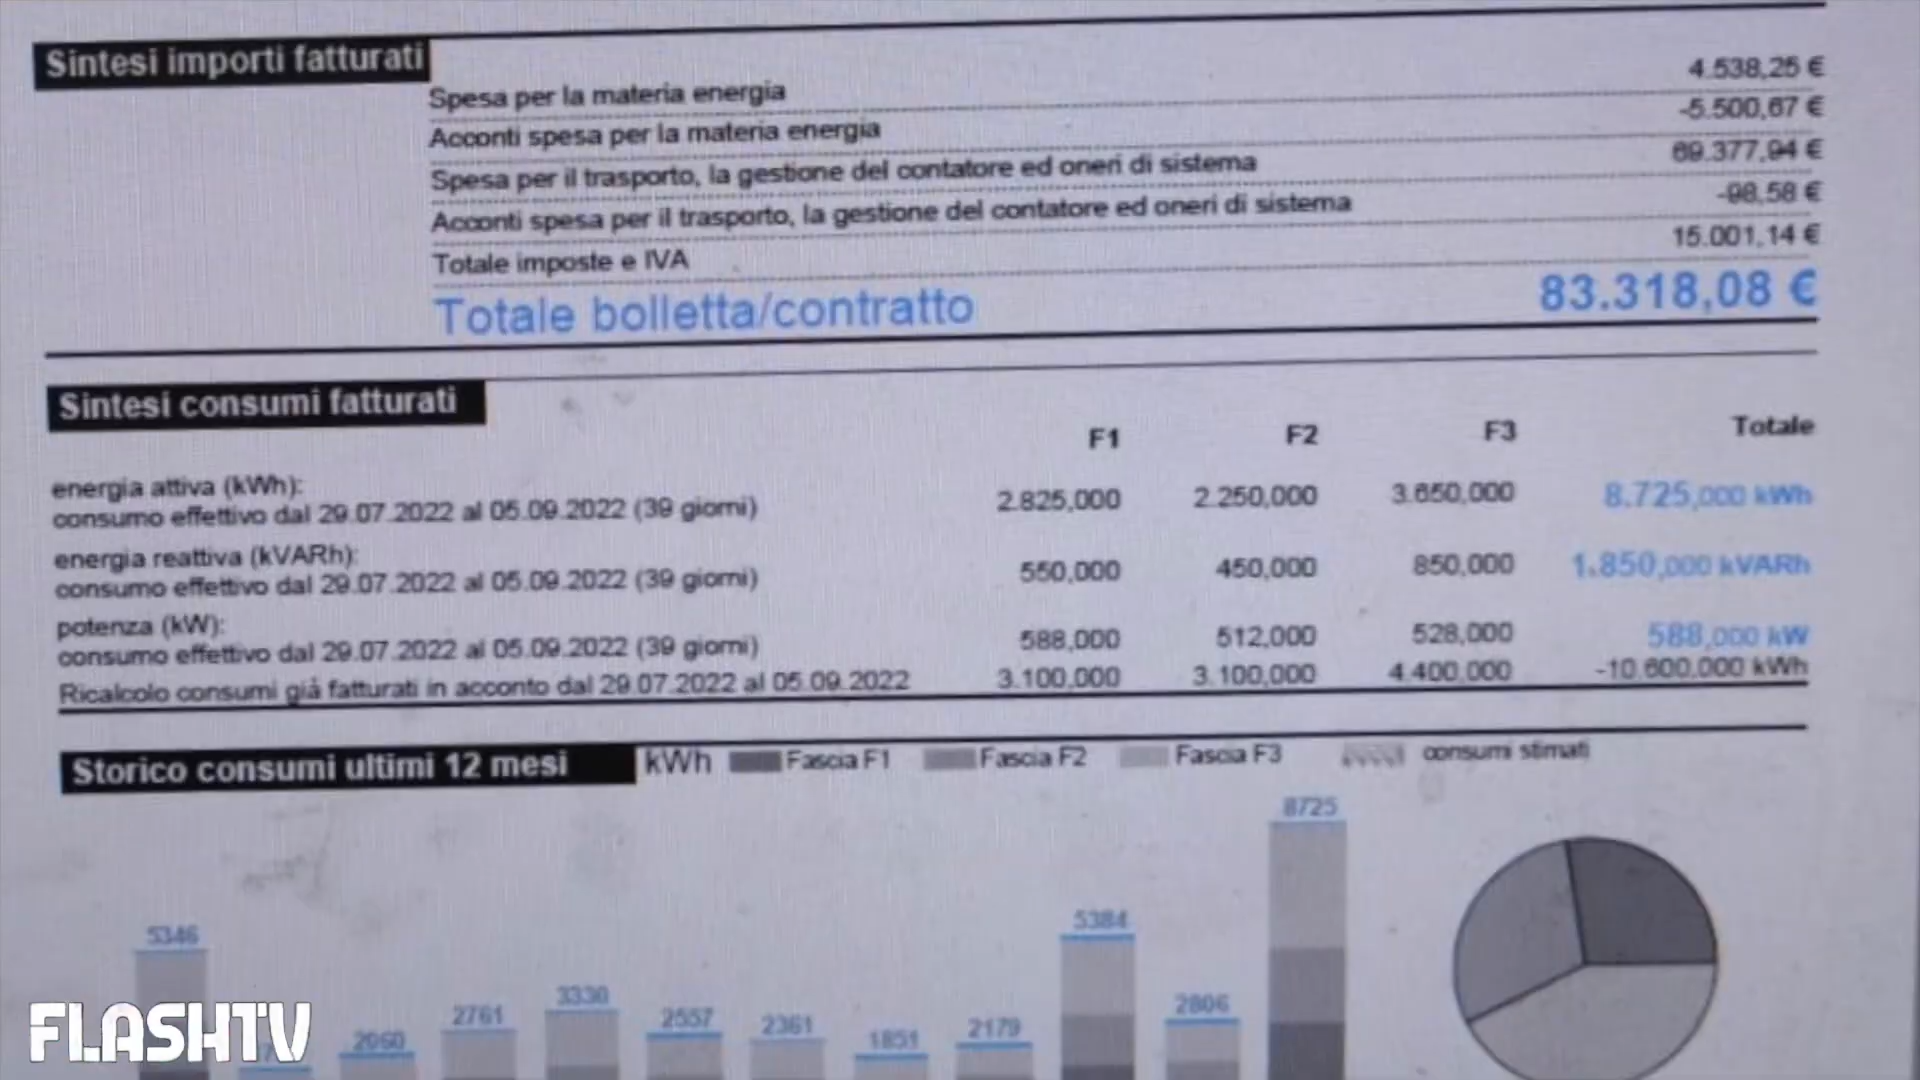 Sintesi importi fatturati
Spesa per la materia energia 4.538,25 €
Acconti spesa per la materia energia -5.500,67 €
Spesa per il trasporto, la gestione del contatore ed oneri di sistema 69.377,94 €
Acconti spesa per il trasporto, la gestione del contatore ed oneri di sistema -98,58 €
Totale imposte e IVA 15.001,14 €
Totale bolletta/contratto 83.318,08 €
Sintesi consumi fatturati
F1 F2 F3 Totale
energia attiva (kWh):
consumo effettivo dal 29.07.2022 al 05.09.2022 (39 giorni) 2.825,000 2.250,000 3.650,000 8.725,000 kWh
energia reattiva (kVARh):
consumo effettivo dal 29.07.2022 al 05.09.2022 (39 giorni) 550,000 450,000 850,000 1.850,000 kVARh
potenza (kW):
consumo effettivo dal 29.07.2022 al 05.09.2022 (39 giorni) 588,000 512,000 528,000 588,000 kW
Ricalcolo consumi già fatturati in acconto dal 29.07.2022 al 05.09.2022 3.100,000 3.100,000 4.400,000 -10.600,000 kWh
Storico consumi ultimi 12 mesi kWh Fascia F1 Fascia F2 Fascia F3 consumi stimati
8725
5346
5384
2060
2761
3330
2557
2361
1851
2179
2806
FLASHTV